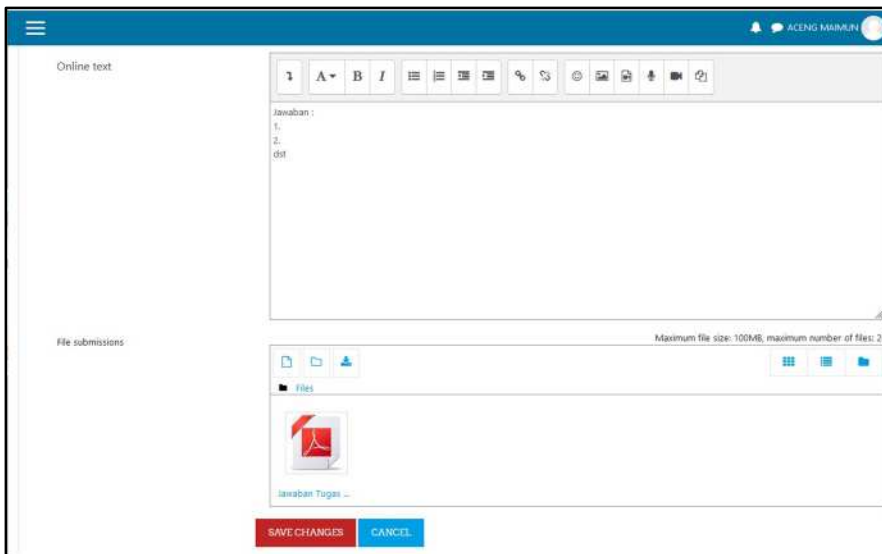 ACENG MAIMUN
Online text
A B I
Jawaban :
1.
2.
dst
File submissions
Maximum file size: 100MB, maximum number of files: 2
Files
Jawaban Tugas ...
SAVE CHANGES CANCEL